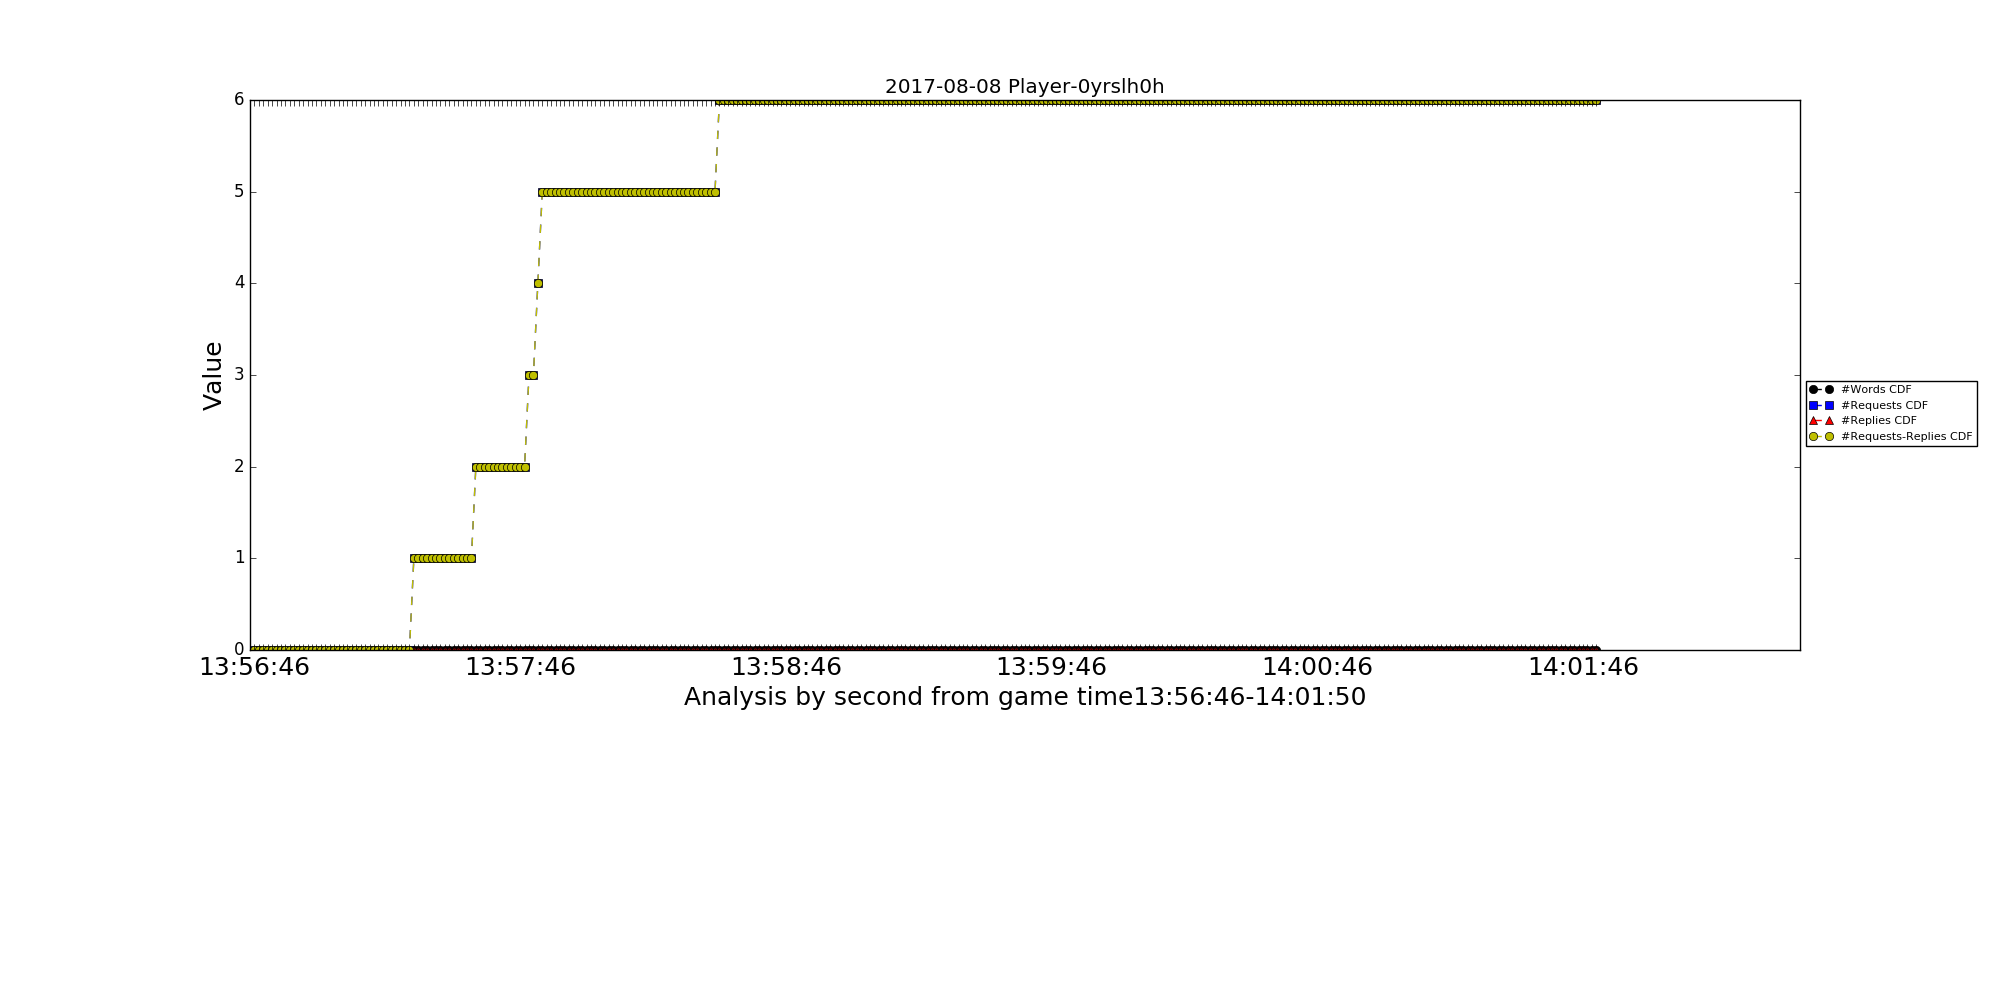 2017-08-08 Player-0yrslh0h
6
5
4
3
2
1
0
Value
13:56:46 13:57:46 13:58:46 13:59:46 14:00:46 14:01:46
Analysis by second from game time13:56:46-14:01:50
#Words CDF
#Requests CDF
#Replies CDF
#Requests-Replies CDF